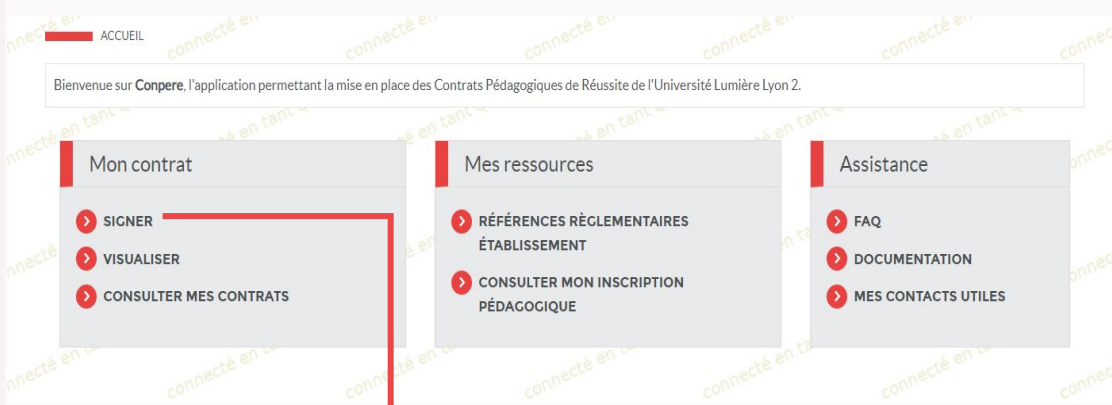 ACCUEIL
Bienvenue sur Conpere, l'application permettant la mise en place des Contrats Pédagogiques de Réussite de l'Université Lumière Lyon 2.
Mon contrat
SIGNER
VISUALISER
CONSULTER MES CONTRATS
Mes ressources
RÉFÉRENCES RÈGLEMENTAIRES
ÉTABLISSEMENT
CONSULTER MON INSCRIPTION
PÉDAGOGIQUE
Assistance
FAQ
DOCUMENTATION
MES CONTACTS UTILES